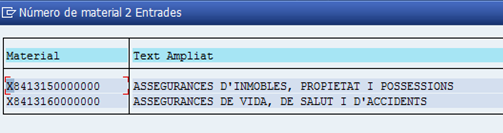 Número de material 2 Entrades
Material Text Ampliat
X8413150000000 ASSEGURANCES D'INMOBLES, PROPIETAT I POSSESSIONS
X8413160000000 ASSEGURANCES DE VIDA, DE SALUT I D'ACCIDENTS